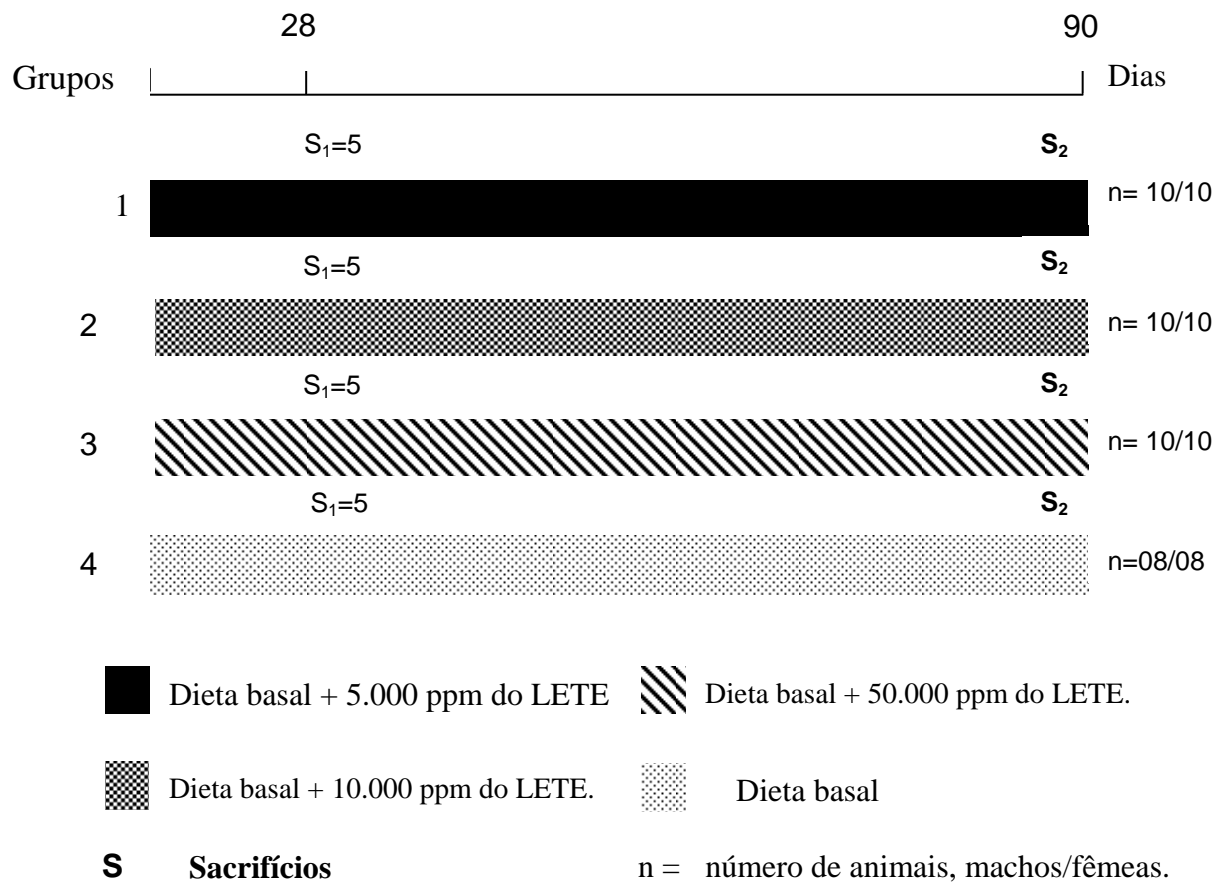 28 90
Grupos Dias
S₁=5 S₂
1 n= 10/10
S₁=5 S₂
2 n= 10/10
S₁=5 S₂
3 n= 10/10
S₁=5 S₂
4 n=08/08
Dieta basal + 5.000 ppm do LETE Dieta basal + 50.000 ppm do LETE.
Dieta basal + 10.000 ppm do LETE. Dieta basal
S Sacrifícios n = número de animais, machos/fêmeas.